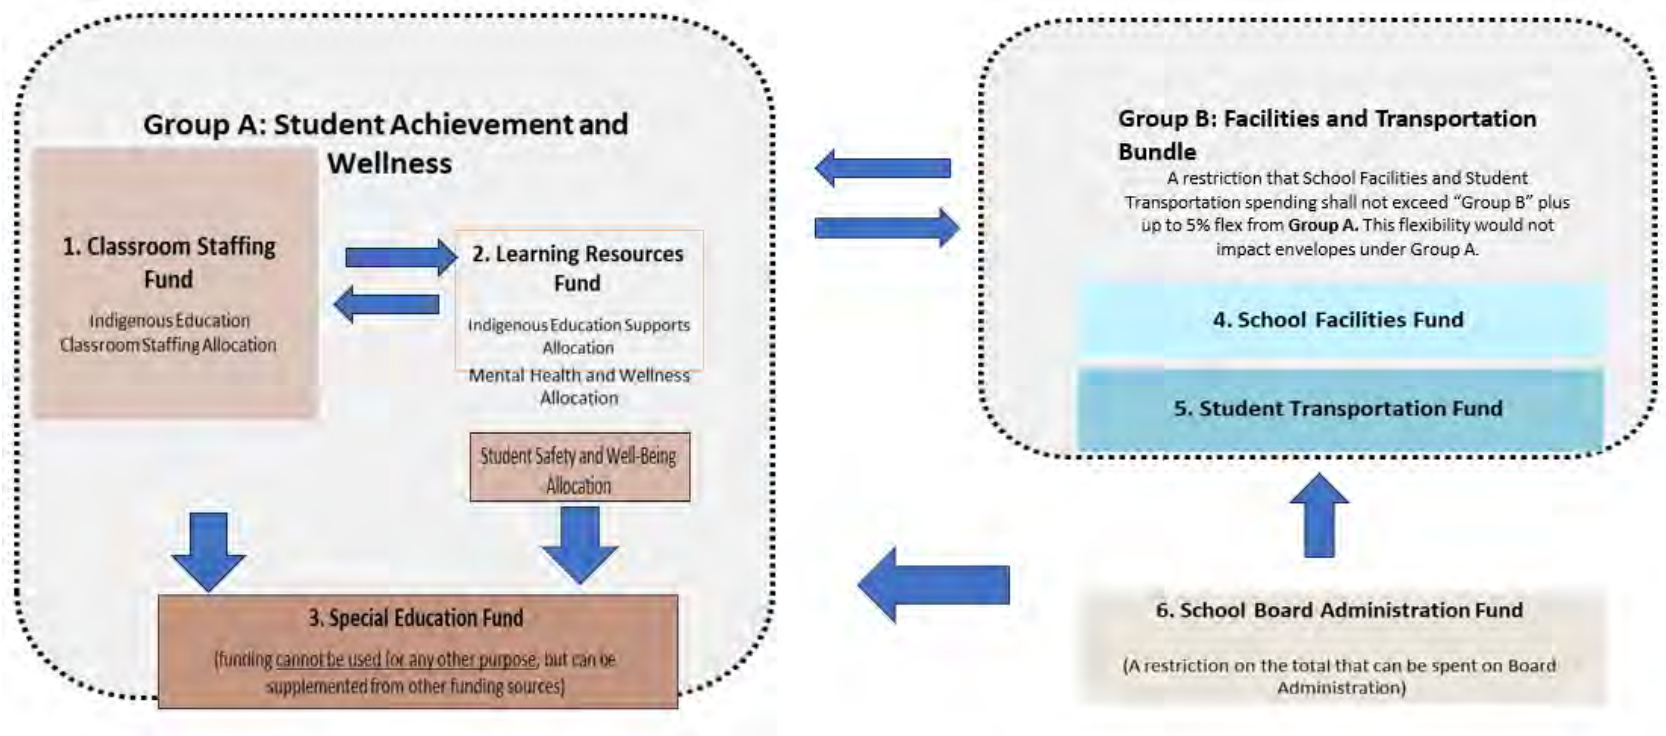 Group A: Student Achievement and
Wellness
1. Classroom Staffing
Fund
Indigenous Education
Classroom Staffing Allocation
2. Learning Resources
Fund
Indigenous Education Supports
Allocation
Mental Health and Wellness
Allocation
Student Safety and Well-Being
Allocation
3. Special Education Fund
(funding cannot be used for any other purpose, but can be
supplemented from other funding sources)
Group B: Facilities and Transportation
Bundle
A restriction that School Facilities and Student
Transportation spending shall not exceed “Group B” plus
up to 5% flex from Group A. This flexibility would not
impact envelopes under Group A.
4. School Facilities Fund
5. Student Transportation Fund
6. School Board Administration Fund
(A restriction on the total that can be spent on Board
Administration)